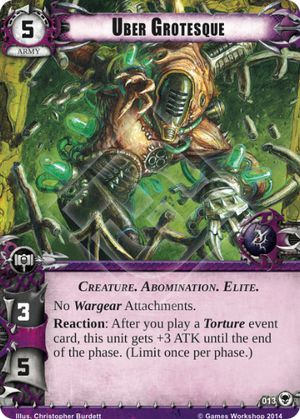 5
UBER GROTESQUE
ARMY
CREATURE. ABOMINATION. ELITE.
3
No Wargear Attachments.
Reaction: After you play a Torture event
card, this unit gets +3 ATK until the end
of the phase. (Limit once per phase.)
5
013
Illus. Christopher Burdett
© Games Workshop 2014